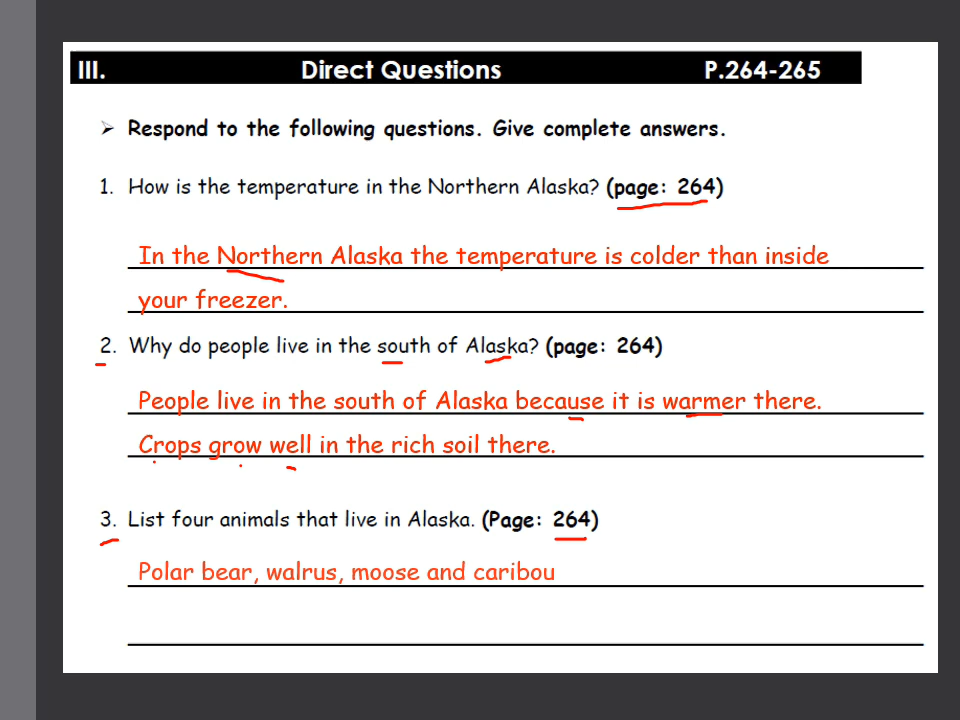 III. Direct Questions P.264-265
➢ Respond to the following questions. Give complete answers.
1. How is the temperature in the Northern Alaska? (page: 264)
In the Northern Alaska the temperature is colder than inside
your freezer.
2. Why do people live in the south of Alaska? (page: 264)
People live in the south of Alaska because it is warmer there.
Crops grow well in the rich soil there.
3. List four animals that live in Alaska. (Page: 264)
Polar bear, walrus, moose and caribou